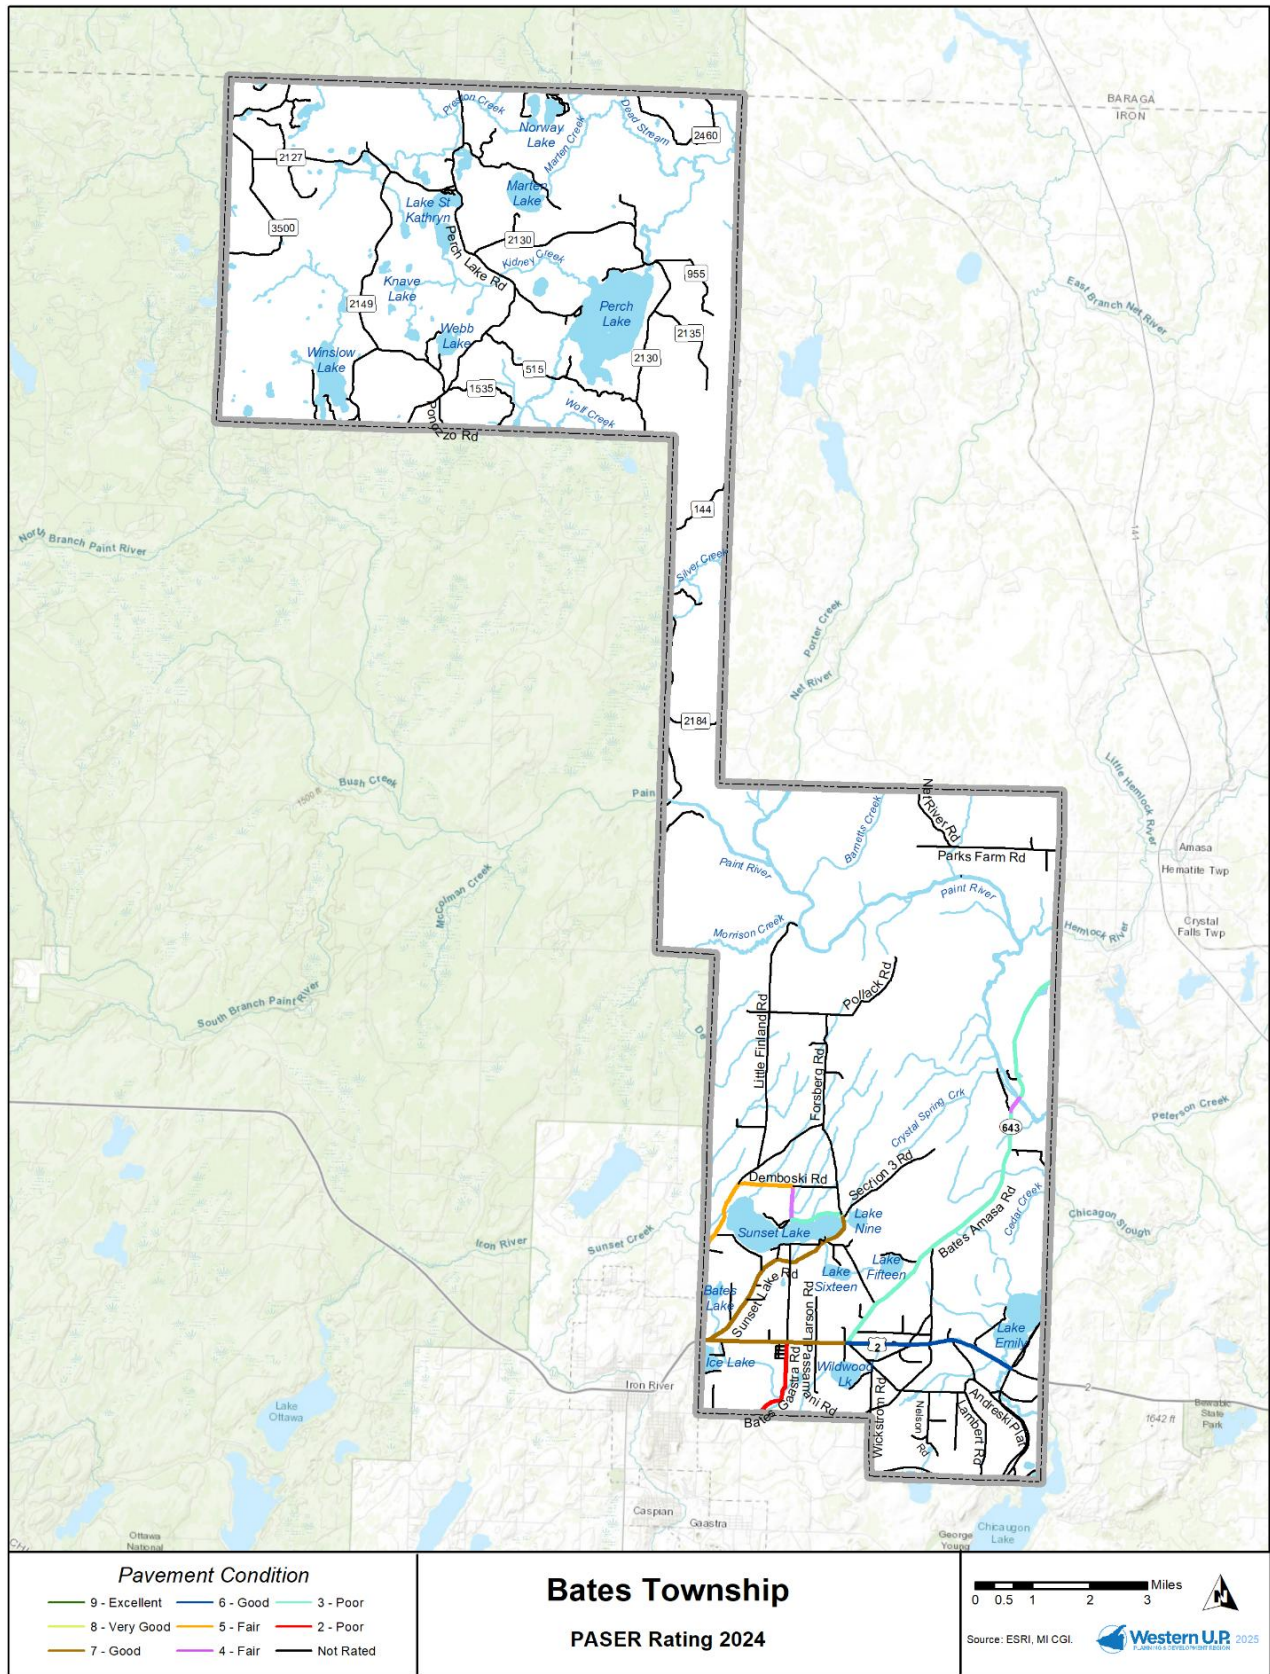 BARAGA
IRON
Preston Creek
Norway
Lake
Marten Creek
Dead Stream
2460
2127
Marten
Lake
Lake St
Kathryn
3500
2130
Perch Lake Rd
Kidney Creek
955
East Branch Net River
Knave
Lake
2149
Perch
Lake
Webb
Lake
2135
Winslow
Lake
2130
515
1535
Wolf Creek
Pongzzo Rd
144
141
North Branch Paint River
Silver Creek
Porter Creek
Net River
2184
Bush Creek
1500 ft
Little Hemlock River
Net River Rd
Barnetts Creek
Amasa
Parks Farm Rd
Hematite Twp
Paint River
McColman Creek
Paint River
Morrison Creek
Hemlock River
Crystal
Falls Twp
Pollack Rd
South Branch Paint River
Little Finland Rd
Forsberg Rd
Crystal Spring Crk
Peterson Creek
643
Section 3 Rd
Demboski Rd
Bates Amasa Rd
Cedar Creek
Chicagon Slough
Lake
Nine
Sunset Lake
Iron River
Sunset Creek
Lake
Fifteen
Lake
Sixteen
Sunset Lake Rd
Bates
Lake
Larson Rd
Lake
Emily
2
Ice Lake
Wildwood
Lk
Iron River
Bates Gaastra Rd
Passamani Rd
2
Lake
Ottawa
Wickstrom Rd
Nelson Rd
Lambert Rd
Andreski Plat
1642 ft
Bewabic
State
Park
Caspian
Gaastra
Ottawa
National
George
Young
Chicaugon
Lake
Pavement Condition
9 - Excellent
6 - Good
3 - Poor
8 - Very Good
5 - Fair
2 - Poor
7 - Good
4 - Fair
Not Rated
Bates Township
PASER Rating 2024
Miles
0 0.5 1 2 3
N
Source: ESRI, MI CGI.
Western U.P.
PLANNING & DEVELOPMENT REGION
2025